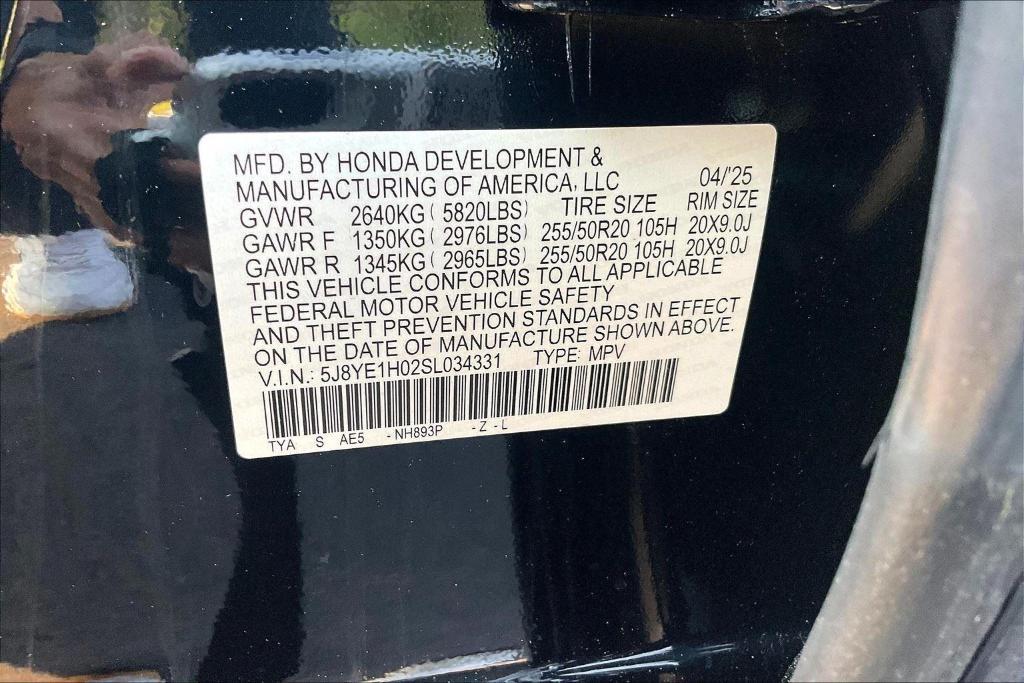 MFD. BY HONDA DEVELOPMENT &
MANUFACTURING OF AMERICA, LLC 04/'25
GVWR 2640KG ( 5820LBS) TIRE SIZE RIM SIZE
GAWR F 1350KG ( 2976LBS) 255/50R20 105H 20X9.0J
GAWR R 1345KG ( 2965LBS) 255/50R20 105H 20X9.0J
THIS VEHICLE CONFORMS TO ALL APPLICABLE
FEDERAL MOTOR VEHICLE SAFETY
AND THEFT PREVENTION STANDARDS IN EFFECT
ON THE DATE OF MANUFACTURE SHOWN ABOVE.
V.I.N.: 5J8YE1H02SL034331 TYPE: MPV
TYA S AE5 -NH893P -Z -L